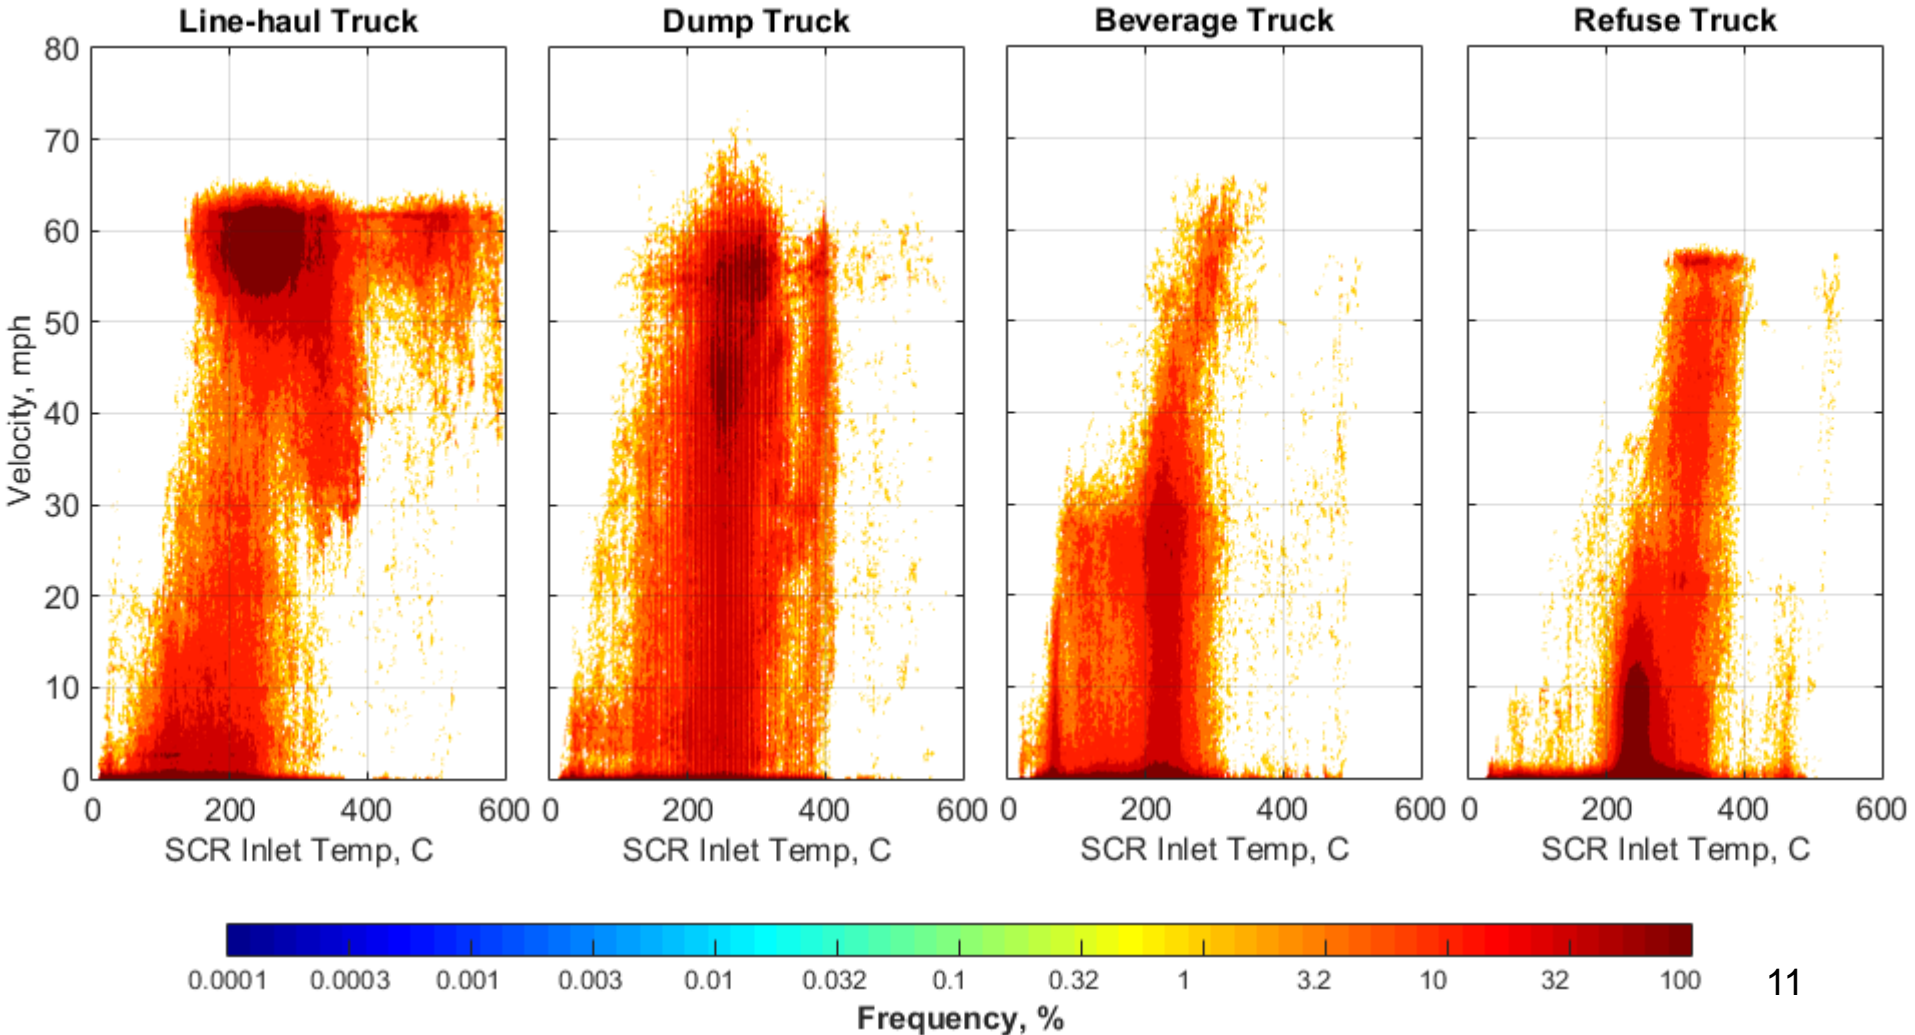 Line-haul Truck Dump Truck Beverage Truck Refuse Truck
80
70
60
50
40
30
20
10
0
Velocity, mph
0 200 400 600 0 200 400 600 0 200 400 600 0 200 400 600
SCR Inlet Temp, C SCR Inlet Temp, C SCR Inlet Temp, C SCR Inlet Temp, C
0.0001 0.0003 0.001 0.003 0.01 0.032 0.1 0.32 1 3.2 10 32 100 11
Frequency, %